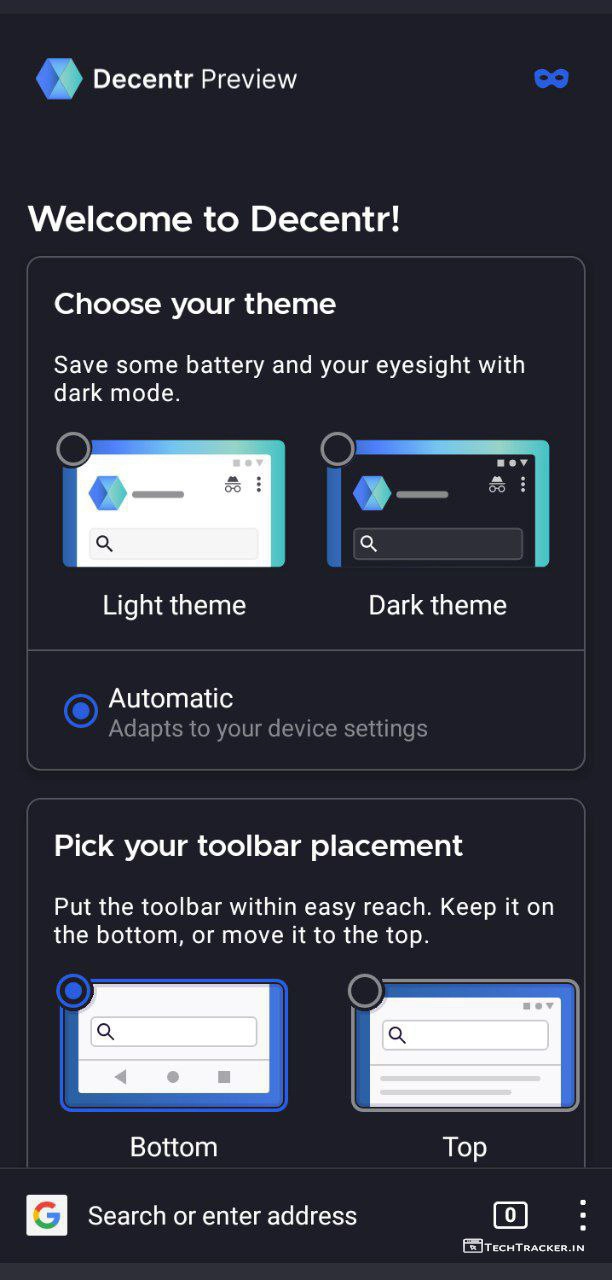 Decentr Preview
Welcome to Decentr!
Choose your theme
Save some battery and your eyesight with
dark mode.
Light theme
Dark theme
Automatic
Adapts to your device settings
Pick your toolbar placement
Put the toolbar within easy reach. Keep it on
the bottom, or move it to the top.
Bottom
Top
G
Search or enter address
0
TECHTRACKER.IN